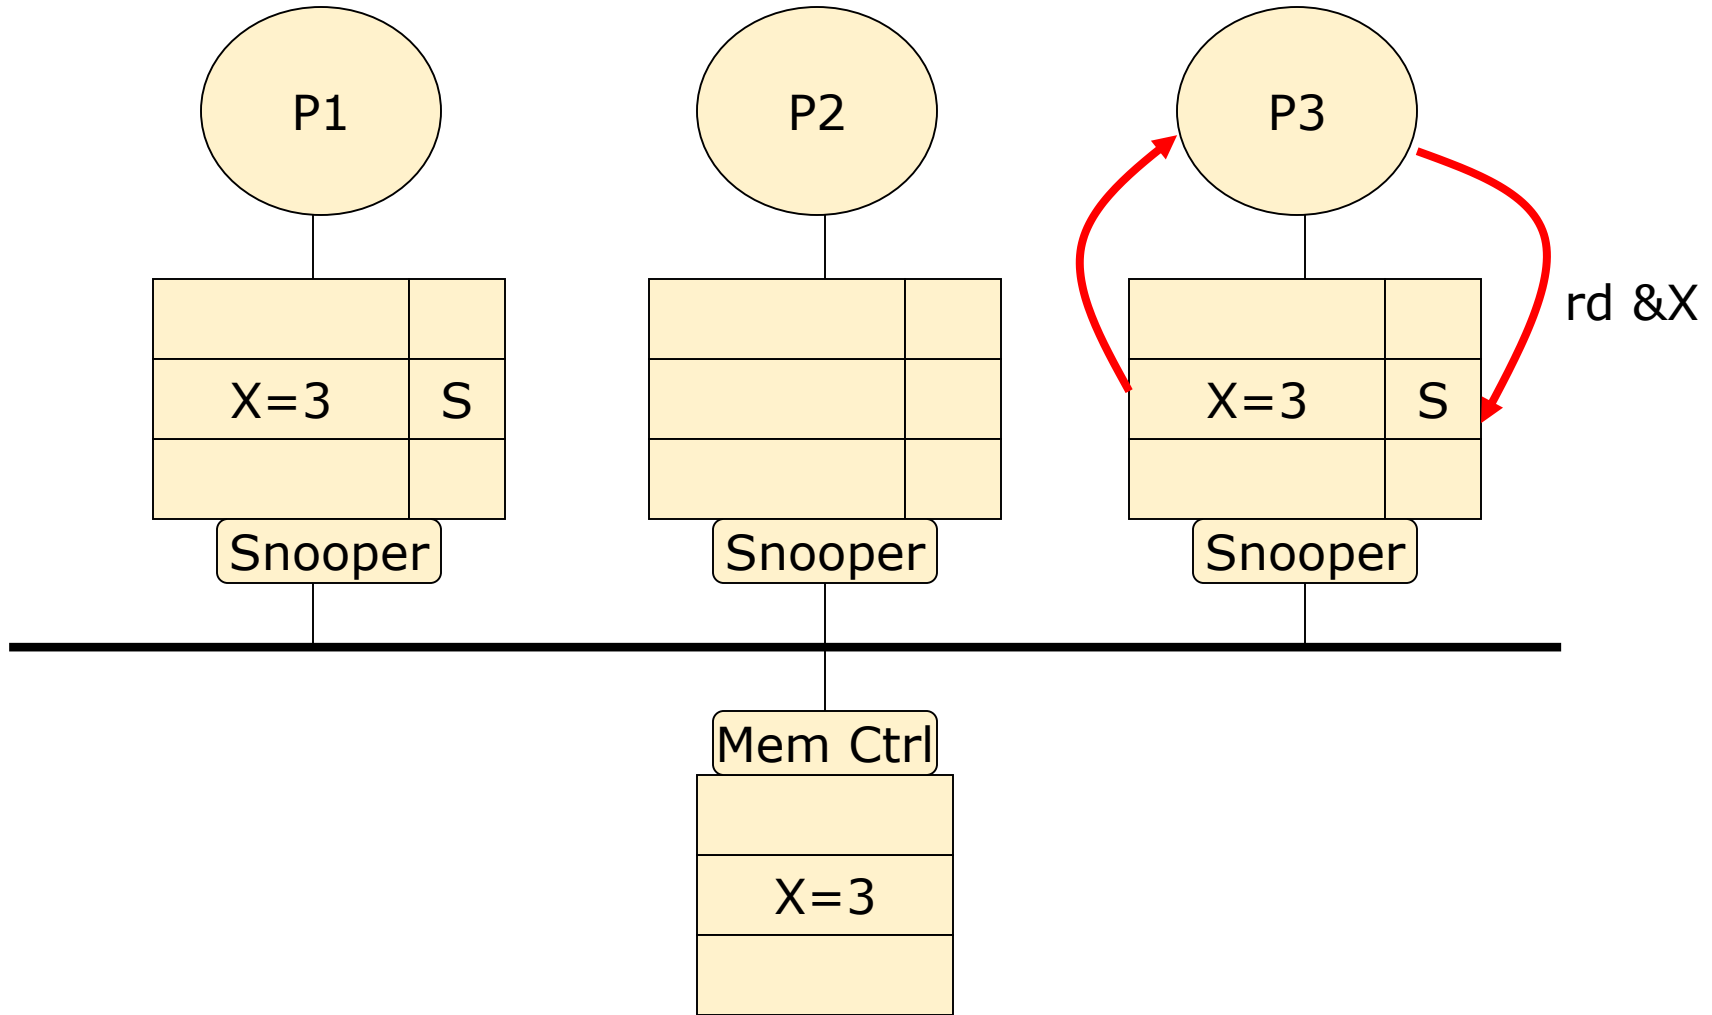 P1
P2
P3
rd &X
X=3
S
X=3
S
Snooper
Snooper
Snooper
Mem Ctrl
X=3